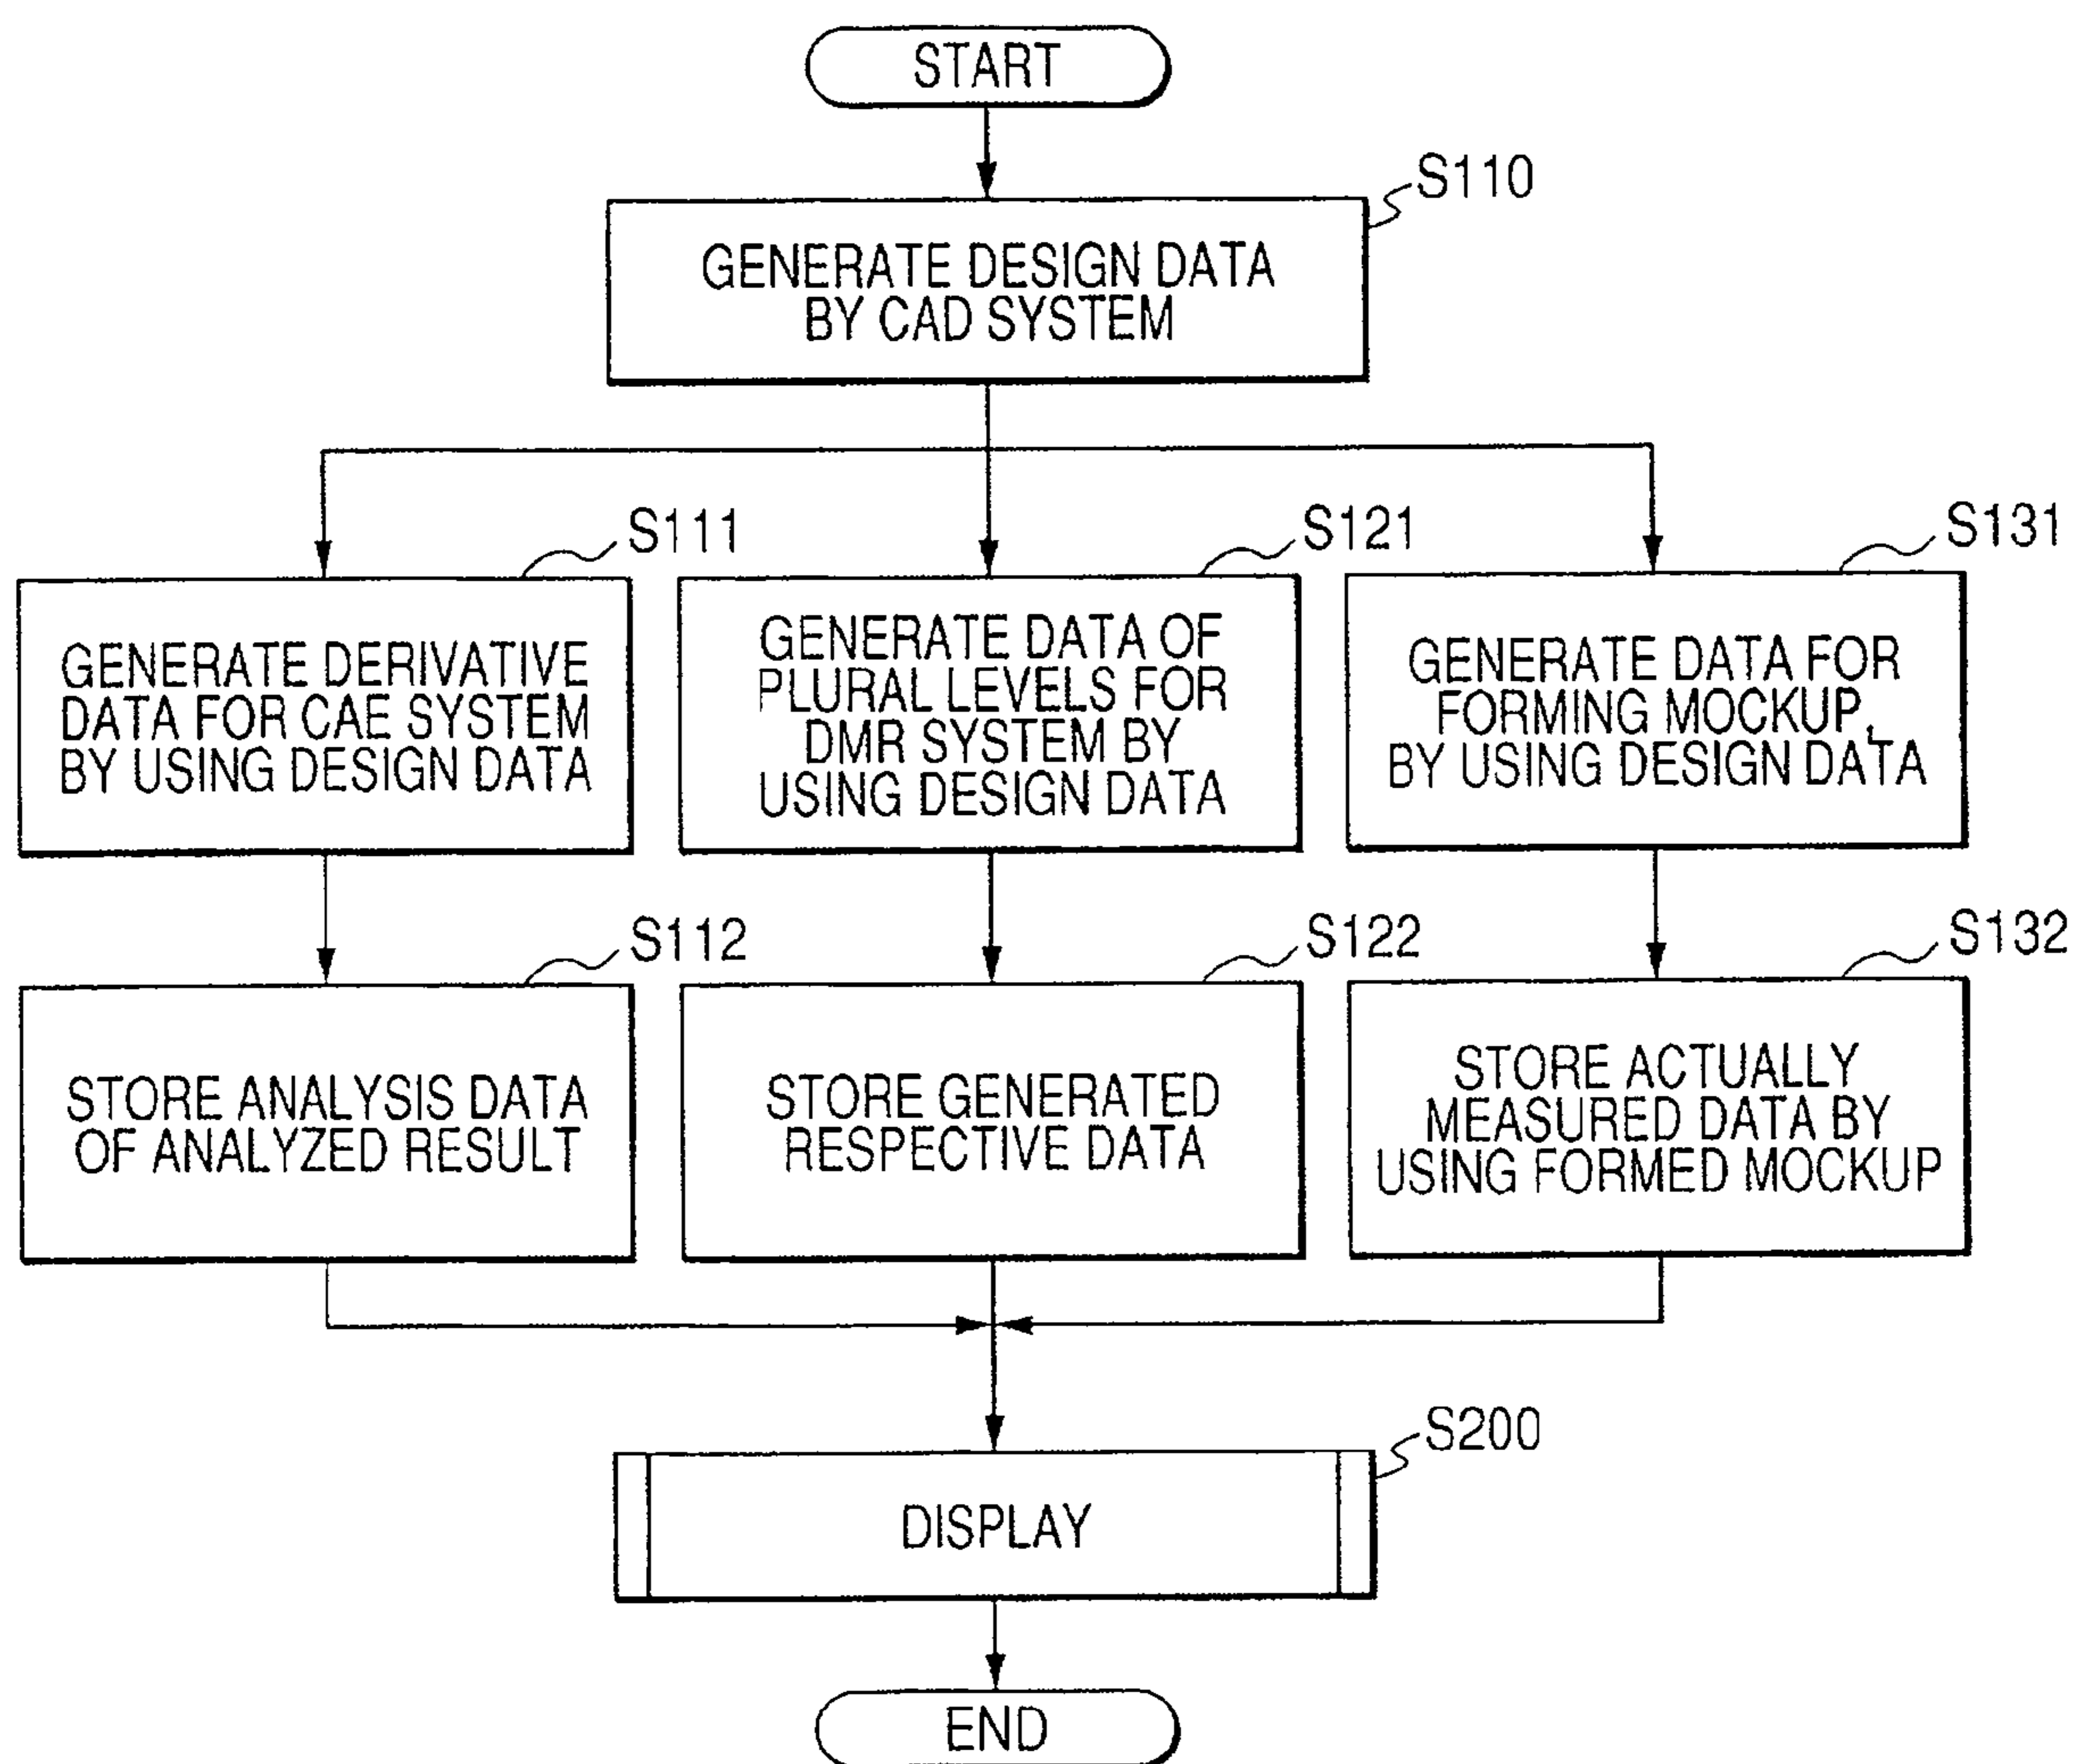 START
S110
GENERATE DESIGN DATA
BY CAD SYSTEM
S111
GENERATE DERIVATIVE
DATA FOR CAE SYSTEM
BY USING DESIGN DATA
S121
GENERATE DATA OF
PLURAL LEVELS FOR
DMR SYSTEM BY
USING DESIGN DATA
S131
GENERATE DATA FOR
FORMING MOCKUP,
BY USING DESIGN DATA
S112
STORE ANALYSIS DATA
OF ANALYZED RESULT
S122
STORE GENERATED
RESPECTIVE DATA
S132
STORE ACTUALLY
MEASURED DATA BY
USING FORMED MOCKUP
S200
DISPLAY
END